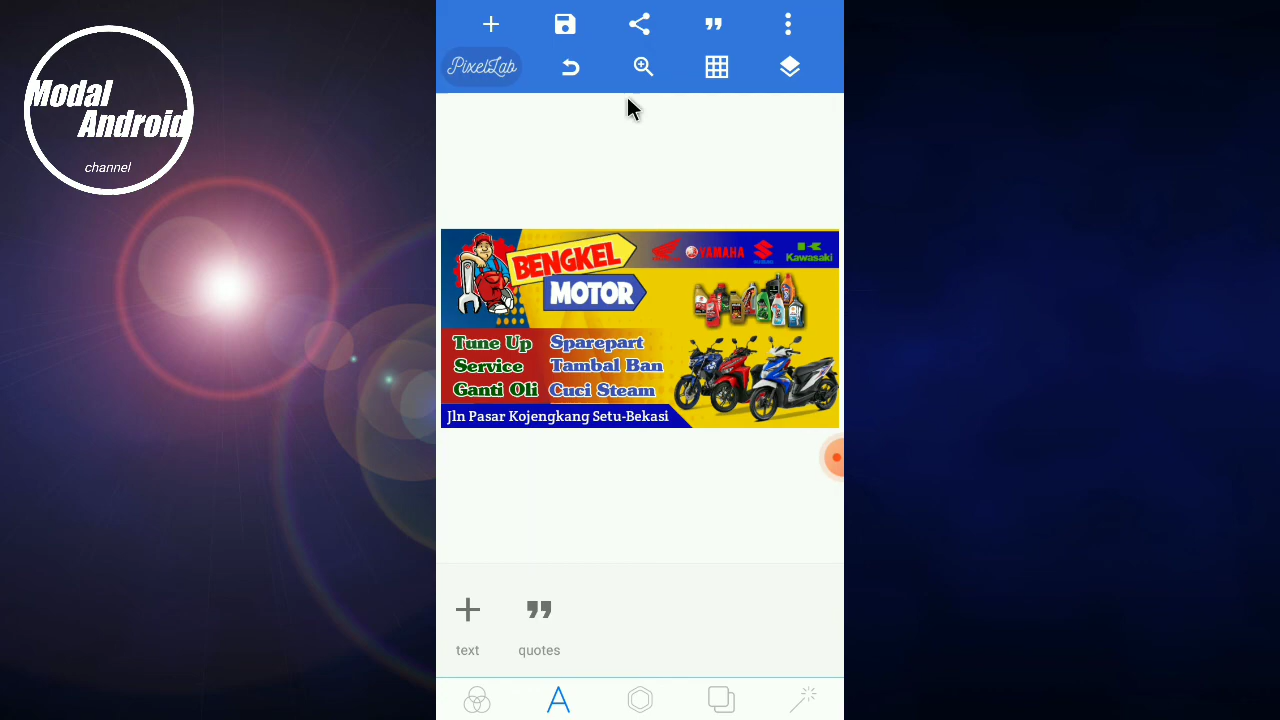 Modal
Android
channel
PixelLab
BENGKEL
MOTOR
YAMAHA
Kawasaki
Tune Up
Sparepart
Service
Tambal Ban
Ganti Oli
Cuci Steam
Jln Pasar Kojengkang Setu-Bekasi
text
quotes